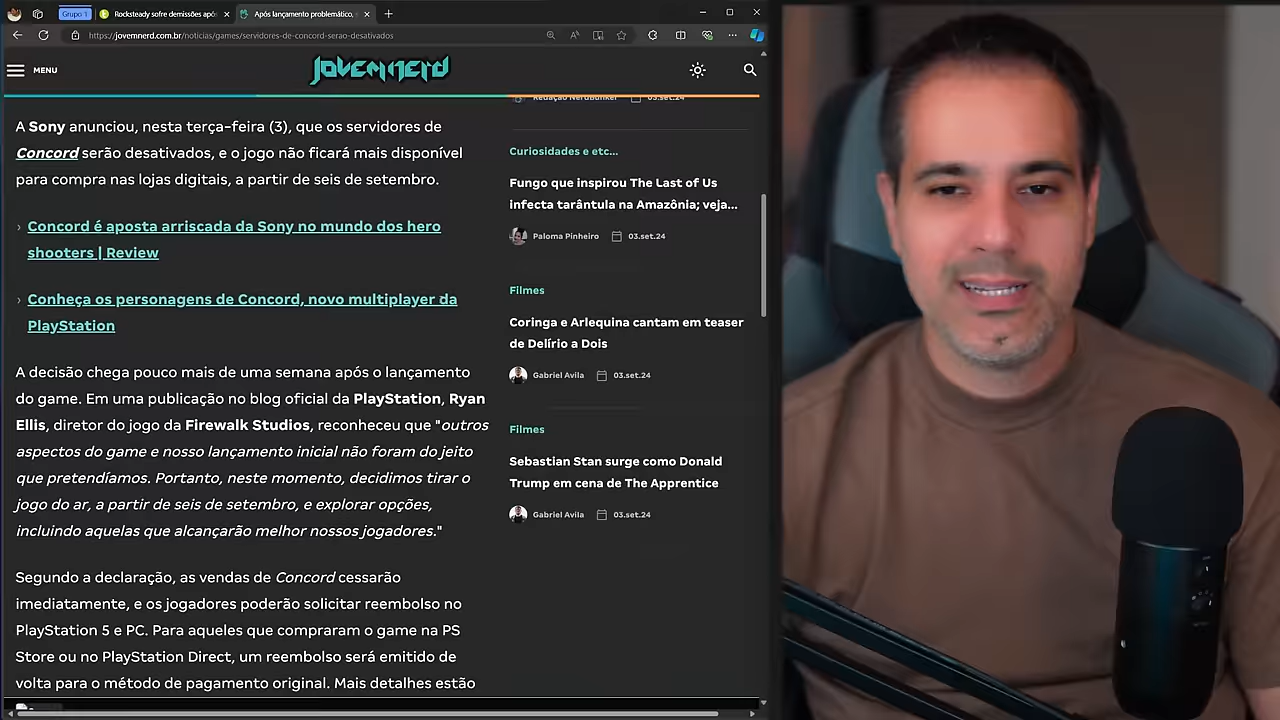 Grupo 1
Rocksteady sofre demissões apó
Após lançamento problemático,
https://jovemnerd.com.br/noticias/games/servidores-de-concord-serao-desativados
MENU
JOVEM NERD
A Sony anunciou, nesta terça-feira (3), que os servidores de
Concord serão desativados, e o jogo não ficará mais disponível
para compra nas lojas digitais, a partir de seis de setembro.
Concord é aposta arriscada da Sony no mundo dos hero
shooters | Review
Conheça os personagens de Concord, novo multiplayer da
PlayStation
A decisão chega pouco mais de uma semana após o lançamento
do game. Em uma publicação no blog oficial da PlayStation, Ryan
Ellis, diretor do jogo da Firewalk Studios, reconheceu que "outros
aspectos do game e nosso lançamento inicial não foram do jeito
que pretendíamos. Portanto, neste momento, decidimos tirar o
jogo do ar, a partir de seis de setembro, e explorar opções,
incluindo aquelas que alcançarão melhor nossos jogadores."
Segundo a declaração, as vendas de Concord cessarão
imediatamente, e os jogadores poderão solicitar reembolso no
PlayStation 5 e PC. Para aqueles que compraram o game na PS
Store ou no PlayStation Direct, um reembolso será emitido de
volta para o método de pagamento original. Mais detalhes estão
Redação NerdBunker 03.set.24
Curiosidades e etc...
Fungo que inspirou The Last of Us
infecta tarântula na Amazônia; veja...
Paloma Pinheiro 03.set.24
Filmes
Coringa e Arlequina cantam em teaser
de Delírio a Dois
Gabriel Avila 03.set.24
Filmes
Sebastian Stan surge como Donald
Trump em cena de The Apprentice
Gabriel Avila 03.set.24